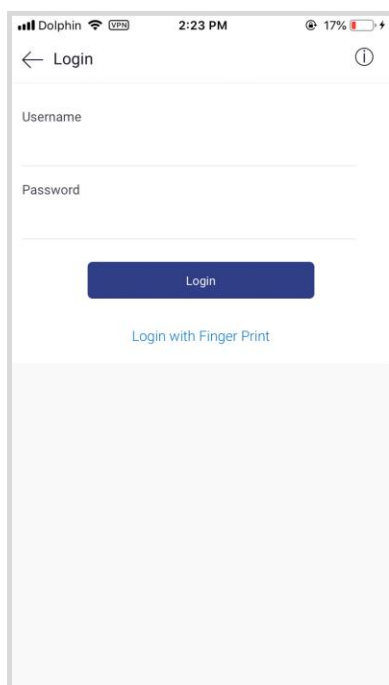 Dolphin VPN 2:23 PM 17%
Login
Username
Password
Login
Login with Finger Print